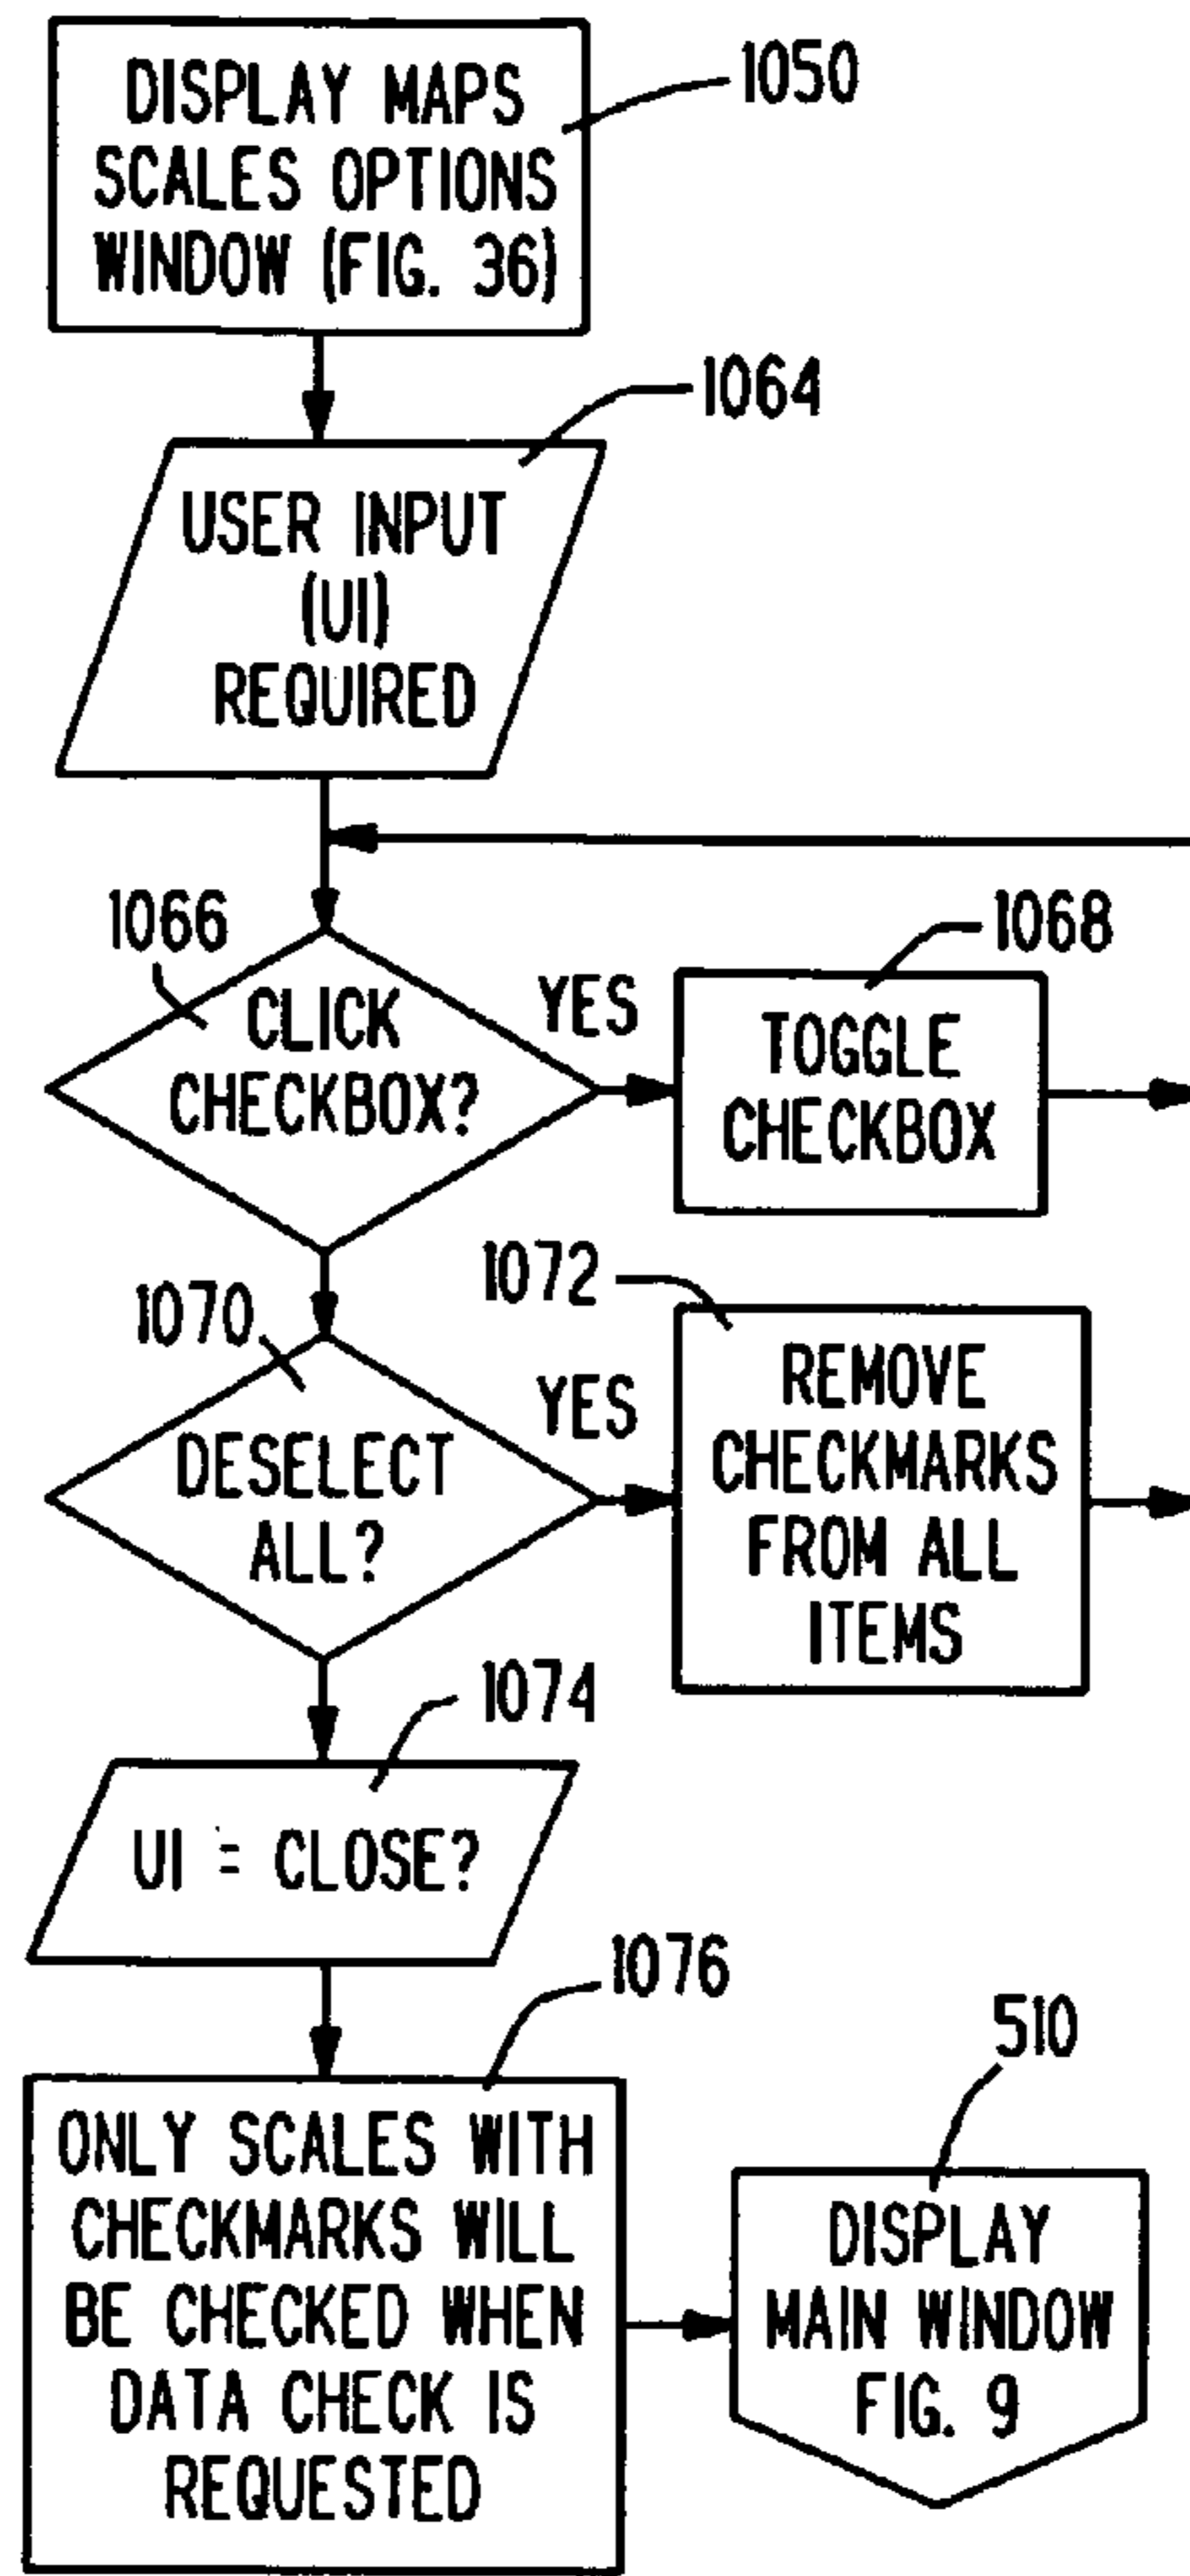 DISPLAY MAPS
SCALES OPTIONS
WINDOW (FIG. 36)
1050
1064
USER INPUT
(UI)
REQUIRED
1066
CLICK
CHECKBOX?
YES
1068
TOGGLE
CHECKBOX
1070
DESELECT
ALL?
YES
1072
REMOVE
CHECKMARKS
FROM ALL
ITEMS
1074
UI = CLOSE?
1076
ONLY SCALES WITH
CHECKMARKS WILL
BE CHECKED WHEN
DATA CHECK IS
REQUESTED
510
DISPLAY
MAIN WINDOW
FIG. 9